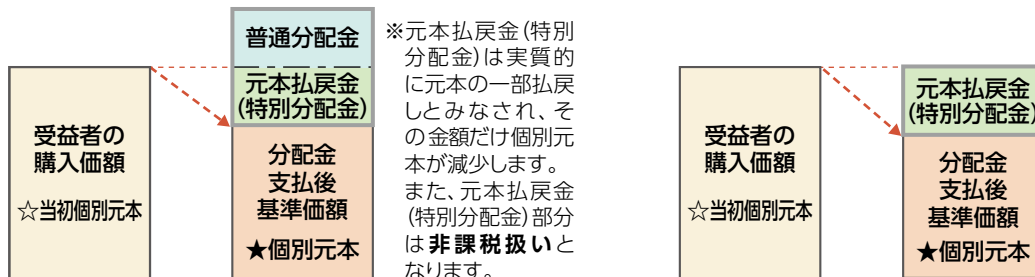 受益者の
購入価額
☆当初個別元本
普通分配金
元本払戻金
(特別分配金)
分配金
支払後
基準価額
★個別元本
※元本払戻金(特別
分配金)は実質的
に元本の一部払戻
しとみなされ、そ
の金額だけ個別元
本が減少します。
また、元本払戻金
(特別分配金)部分
は非課税扱いと
なります。
受益者の
購入価額
☆当初個別元本
元本払戻金
(特別分配金)
分配金
支払後
基準価額
★個別元本